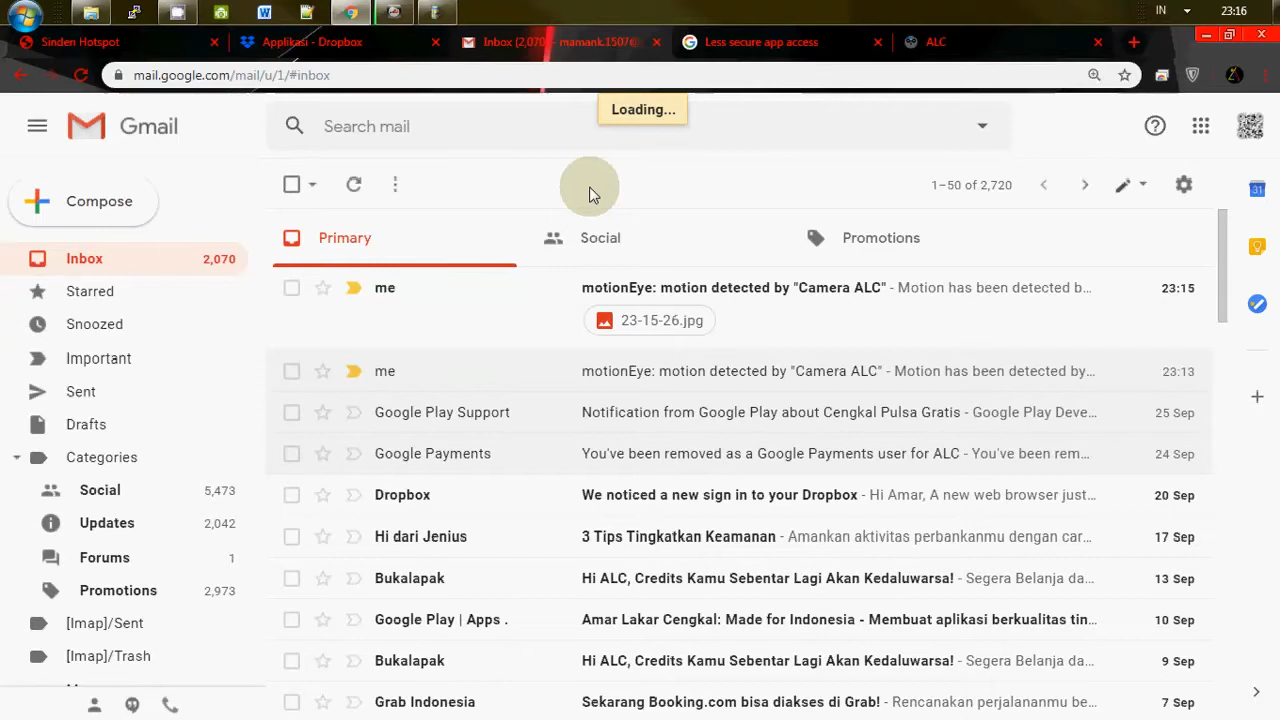 IN 23:16
Sinden Hotspot Applikasi - Dropbox Inbox (2,070) - mamank.1507@ Less secure app access ALC
mail.google.com/mail/u/1/#inbox
Loading...
Gmail Search mail
Compose 1–50 of 2,720
Primary Social Promotions
Inbox 2,070
Starred
Snoozed
Important
Sent
Drafts
Categories
Social 5,473
Updates 2,042
Forums 1
Promotions 2,973
[Imap]/Sent
[Imap]/Trash
me motionEye: motion detected by "Camera ALC" - Motion has been detected b... 23:15
23-15-26.jpg
me motionEye: motion detected by "Camera ALC" - Motion has been detected by... 23:13
Google Play Support Notification from Google Play about Cengkal Pulsa Gratis - Google Play Deve... 25 Sep
Google Payments You've been removed as a Google Payments user for ALC - You've been rem... 24 Sep
Dropbox We noticed a new sign in to your Dropbox - Hi Amar, A new web browser just... 20 Sep
Hi dari Jenius 3 Tips Tingkatkan Keamanan - Amankan aktivitas perbankanmu dengan car... 17 Sep
Bukalapak Hi ALC, Credits Kamu Sebentar Lagi Akan Kedaluwarsa! - Segera Belanja da... 13 Sep
Google Play | Apps . Amar Lakar Cengkal: Made for Indonesia - Membuat aplikasi berkualitas tin... 10 Sep
Bukalapak Hi ALC, Credits Kamu Sebentar Lagi Akan Kedaluwarsa! - Segera Belanja da... 9 Sep
Grab Indonesia Sekarang Booking.com bisa diakses di Grab! - Rencanakan perjalananmu be... 7 Sep